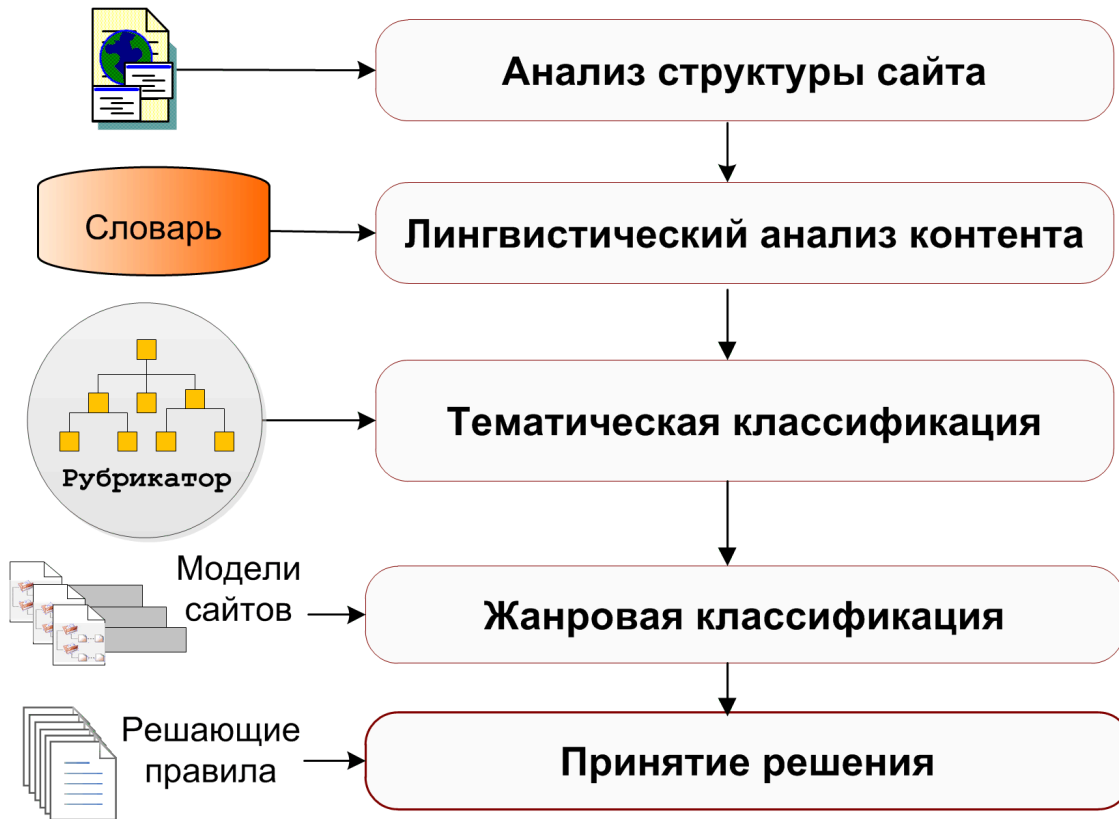 Анализ структуры сайта
Словарь
Лингвистический анализ контента
Тематическая классификация
Рубрикатор
Модели
сайтов
Жанровая классификация
Решающие
правила
Принятие решения